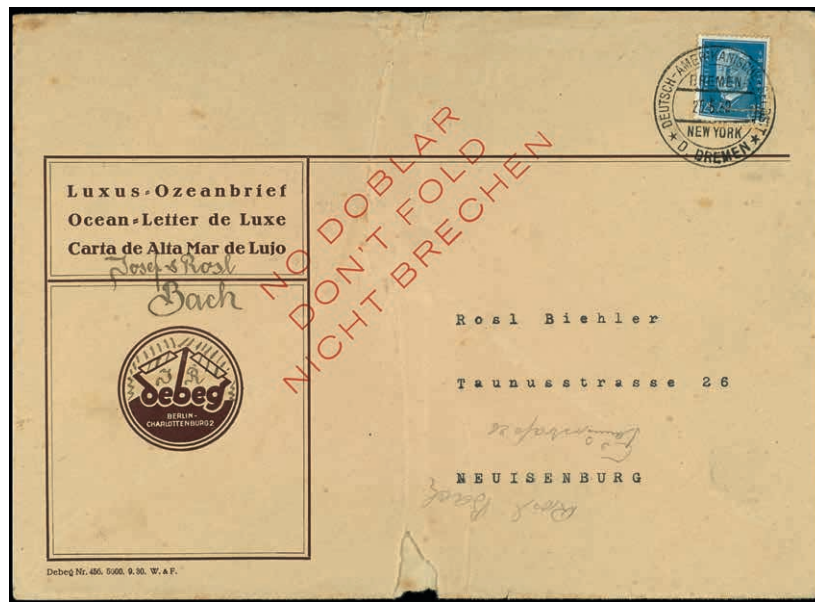 DEUTSCH-AMERIKANISCHE
BREMEN
NEW YORK
★ D. BREMEN ★
Luxus-Ozeanbrief
Ocean-Letter de Luxe
Carta de Alta Mar de Lujo
Josef & Rosl
Bach
NO DOBLAR
DON'T FOLD
NICHT BRECHEN
J R
debeg
BERLIN-
CHARLOTTENBURG 2
Rosl Biehler
Taunusstrasse 26
NEUISENBURG
Rosl Bach
Debeg Nr. 456. 5000. 9. 30. W. & F.